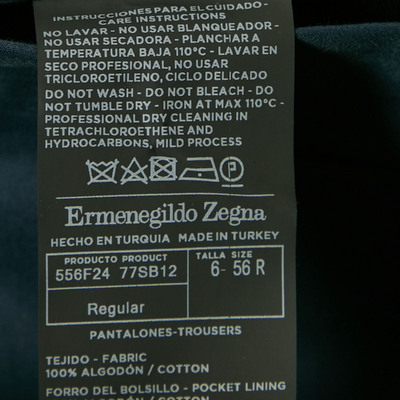 INSTRUCCIONES PARA EL CUIDADO -
CARE INSTRUCTIONS
NO LAVAR - NO USAR BLANQUEADOR -
NO USAR SECADORA - PLANCHAR A
TEMPERATURA BAJA 110°C - LAVAR EN
SECO PROFESIONAL, NO USAR
TRICLOROETILENO, CICLO DELICADO
DO NOT WASH - DO NOT BLEACH - DO
NOT TUMBLE DRY - IRON AT MAX 110°C -
PROFESSIONAL DRY CLEANING IN
TETRACHLOROETHENE AND
HYDROCARBONS, MILD PROCESS
P
Ermenegildo Zegna
HECHO EN TURQUIA MADE IN TURKEY
PRODUCTO PRODUCT TALLA SIZE
556F24 77SB12 6- 56 R
Regular
PANTALONES-TROUSERS
TEJIDO - FABRIC
100% ALGODÓN / COTTON
FORRO DEL BOLSILLO - POCKET LINING
100% ALGODÓN / COTTON